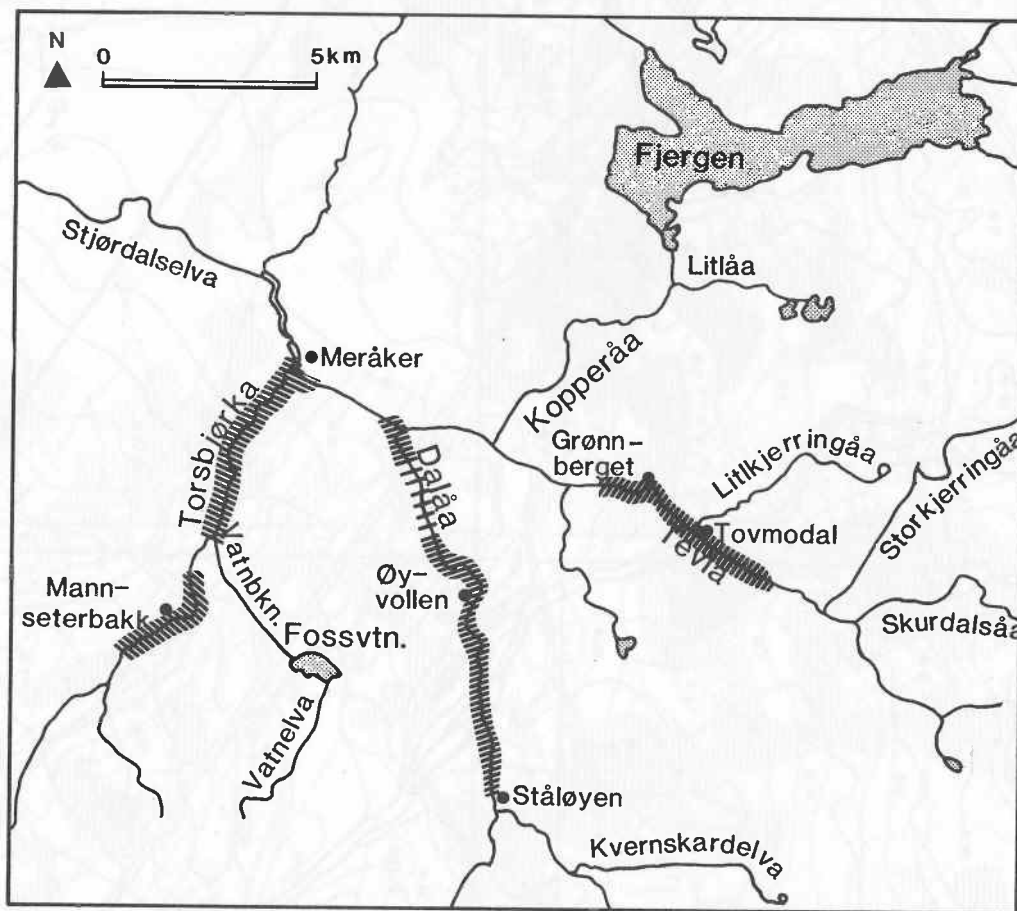 N
0 5km
Fjergen
Stjørdalselva
Litlåa
Meråker
Kopperåa
Torsbjørka
Grønn-
berget
Litlkjerringåa
Storkjerringåa
Dalåa
Tovmodal
Tevla
Katnbkn.
Øy-
vollen
Mann-
seterbakk
Fossvtn.
Skurdalsåa
Vatnelva
Ståløyen
Kvernskardelva